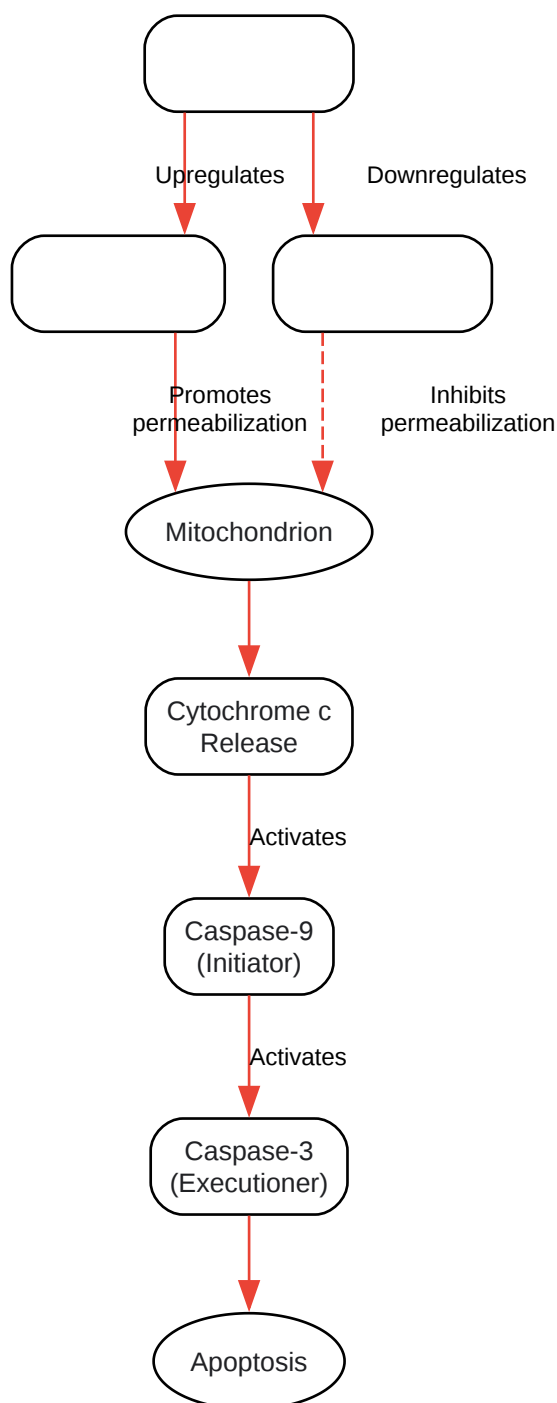 Upregulates
Downregulates
Promotes
permeabilization
Inhibits
permeabilization
Mitochondrion
Cytochrome c
Release
Activates
Caspase-9
(Initiator)
Activates
Caspase-3
(Executioner)
Apoptosis